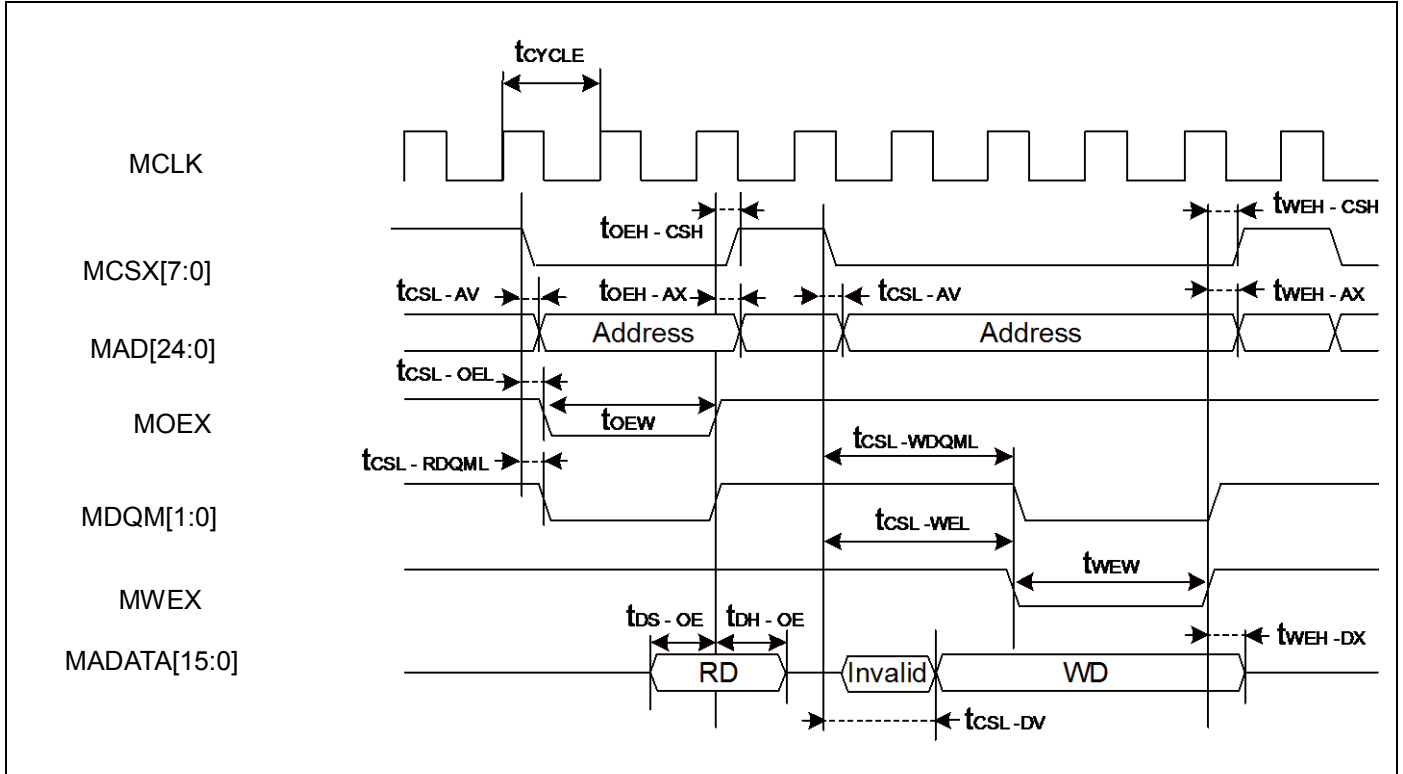 tCYCLE
MCLK
tWEH - CSH
tOEH - CSH
MCSX[7:0]
tCSL - AV
tOEH - AX
tCSL - AV
tWEH - AX
Address
Address
MAD[24:0]
tCSL - OEL
MOEX
tOEW
tCSL -WDQML
tCSL - RDQML
MDQM[1:0]
tCSL -WEL
tWEW
MWEX
tDS - OE
tDH - OE
tWEH -DX
MADATA[15:0]
RD
Invalid
WD
tCSL -DV